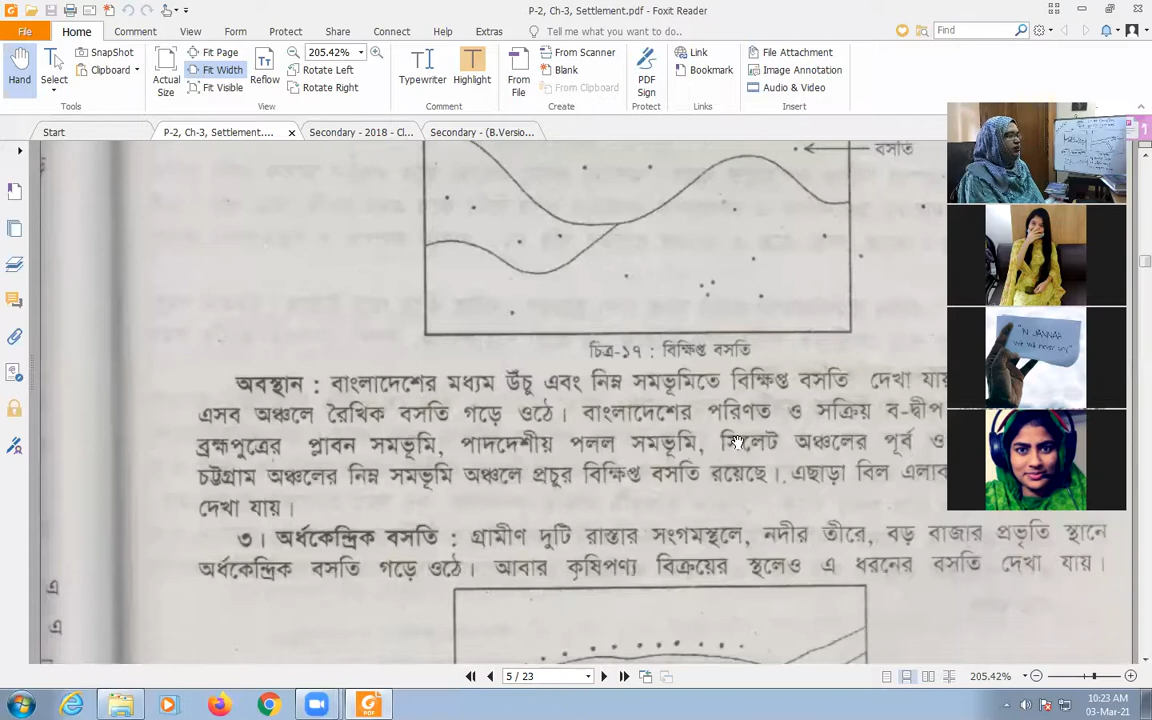 P-2, Ch-3, Settlement.pdf - Foxit Reader
File
Home
Comment
View
Form
Protect
Share
Connect
Help
Extras
Tell me what you want to do...
Find
Hand
Select
SnapShot
Clipboard
Actual
Size
Fit Page
Fit Width
Fit Visible
Reflow
205.42%
Rotate Left
Rotate Right
Typewriter
Highlight
From
File
From Scanner
Blank
From Clipboard
PDF
Sign
Link
Bookmark
File Attachment
Image Annotation
Audio & Video
Tools
View
Comment
Create
Protect
Links
Insert
Start
P-2, Ch-3, Settlement....
Secondary - 2018 - Cl...
Secondary - (B.Versio...
বসতি
চিত্র-১৭ : বিক্ষিপ্ত বসতি
অবস্থান : বাংলাদেশের মধ্যম উঁচু এবং নিম্ন সমভূমিতে বিক্ষিপ্ত বসতি দেখা যায়
এসব অঞ্চলে রৈখিক বসতি গড়ে ওঠে। বাংলাদেশের পরিণত ও সক্রিয় ব-দ্বীপ
ব্রহ্মপুত্রের প্লাবন সমভূমি, পাদদেশীয় পলল সমভূমি, সিলেট অঞ্চলের পূর্ব ও
চট্টগ্রাম অঞ্চলের নিম্ন সমভূমি অঞ্চলে প্রচুর বিক্ষিপ্ত বসতি রয়েছে। এছাড়া বিল এলাক
দেখা যায়।
৩। অর্ধকেন্দ্রিক বসতি : গ্রামীণ দুটি রাস্তার সংগমস্থলে, নদীর তীরে, বড় বাজার প্রভৃতি স্থানে
অর্ধকেন্দ্রিক বসতি গড়ে ওঠে। আবার কৃষিপণ্য বিক্রয়ের স্থলেও এ ধরনের বসতি দেখা যায়।
"N JANNAH
we will never cry"
5 / 23
205.42%
10:23 AM
03-Mar-21